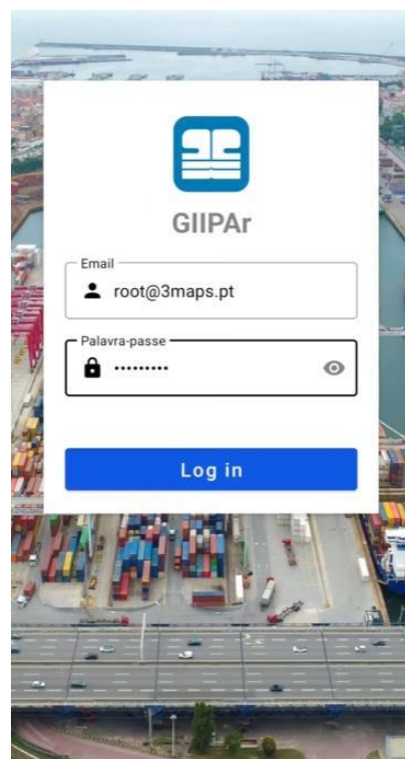 GIIPAr
Email
root@3maps.pt
Palavra-passe
•••••••••
Log in